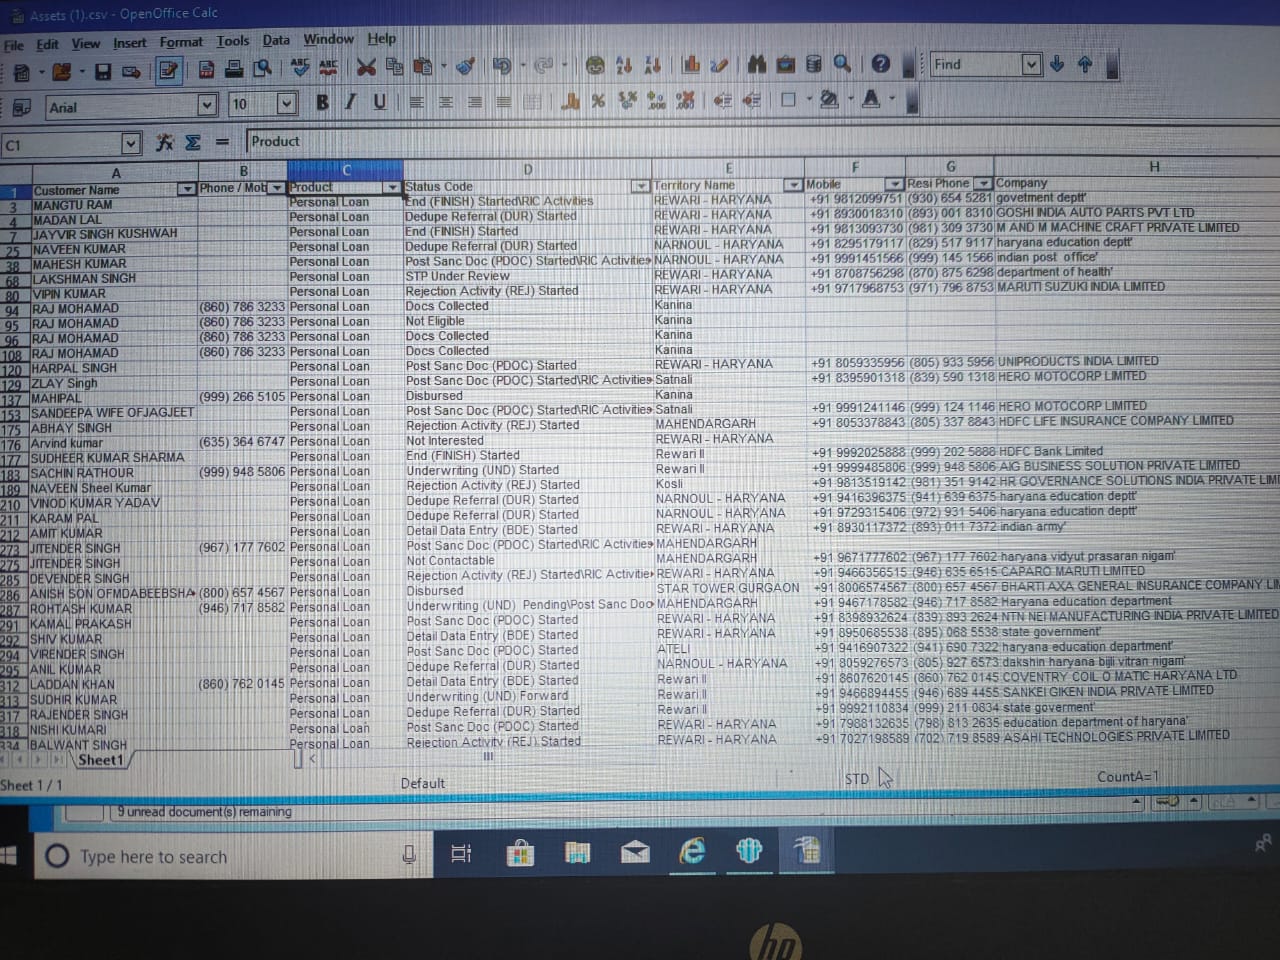 Assets (1).csv - OpenOffice Calc
File Edit View Insert Format Tools Data Window Help
Find
Arial 10 B I U
C1 Product
A B C D E F G H
1 Customer Name Phone / Mob Product Status Code Territory Name Mobile Resi Phone Company
3 MANGTU RAM Personal Loan End (FINISH) Started\RIC Activities REWARI - HARYANA +91 9812099751 (930) 654 5281 govetment deptt'
4 MADAN LAL Personal Loan Dedupe Referral (DUR) Started REWARI - HARYANA +91 8930018310 (893) 001 8310 GOSHI INDIA AUTO PARTS PVT LTD
7 JAYVIR SINGH KUSHWAH Personal Loan End (FINISH) Started REWARI - HARYANA +91 9813093730 (981) 309 3730 M AND M MACHINE CRAFT PRIVATE LIMITED
25 NAVEEN KUMAR Personal Loan Dedupe Referral (DUR) Started NARNOUL - HARYANA +91 8295179117 (829) 517 9117 haryana education deptt'
38 MAHESH KUMAR Personal Loan Post Sanc Doc (PDOC) Started\RIC Activities NARNOUL - HARYANA +91 9991451566 (999) 145 1566 indian post office'
68 LAKSHMAN SINGH Personal Loan STP Under Review REWARI - HARYANA +91 8708756298 (870) 875 6298 department of health'
80 VIPIN KUMAR Personal Loan Rejection Activity (REJ) Started REWARI - HARYANA +91 9717968753 (971) 796 8753 MARUTI SUZUKI INDIA LIMITED
94 RAJ MOHAMAD (860) 786 3233 Personal Loan Docs Collected Kanina
95 RAJ MOHAMAD (860) 786 3233 Personal Loan Not Eligible Kanina
96 RAJ MOHAMAD (860) 786 3233 Personal Loan Docs Collected Kanina
108 RAJ MOHAMAD (860) 786 3233 Personal Loan Docs Collected Kanina
120 HARPAL SINGH Personal Loan Post Sanc Doc (PDOC) Started REWARI - HARYANA +91 8059335956 (805) 933 5956 UNIPRODUCTS INDIA LIMITED
129 ZLAY Singh Personal Loan Post Sanc Doc (PDOC) Started\RIC Activities Satnali +91 8395901318 (839) 590 1318 HERO MOTOCORP LIMITED
137 MAHIPAL (999) 266 5105 Personal Loan Disbursed Kanina
153 SANDEEPA WIFE OFJAGJEET Personal Loan Post Sanc Doc (PDOC) Started\RIC Activities Satnali +91 9991241146 (999) 124 1146 HERO MOTOCORP LIMITED
175 ABHAY SINGH Personal Loan Rejection Activity (REJ) Started MAHENDARGARH +91 8053378843 (805) 337 8843 HDFC LIFE INSURANCE COMPANY LIMITED
176 Arvind kumar (635) 364 6747 Personal Loan Not Interested REWARI - HARYANA
177 SUDHEER KUMAR SHARMA Personal Loan End (FINISH) Started Rewari II +91 9992025888 (999) 202 5888 HDFC Bank Limited
183 SACHIN RATHOUR (999) 948 5806 Personal Loan Underwriting (UND) Started Rewari II +91 9999485806 (999) 948 5806 AIG BUSINESS SOLUTION PRIVATE LIMITED
189 NAVEEN Sheel Kumar Personal Loan Rejection Activity (REJ) Started Kosli +91 9813519142 (981) 351 9142 HR GOVERNANCE SOLUTIONS INDIA PRIVATE LIM
210 VINOD KUMAR YADAV Personal Loan Dedupe Referral (DUR) Started NARNOUL - HARYANA +91 9416396375 (941) 639 6375 haryana education deptt'
211 KARAM PAL Personal Loan Dedupe Referral (DUR) Started NARNOUL - HARYANA +91 9729315406 (972) 931 5406 haryana education deptt'
212 AMIT KUMAR Personal Loan Detail Data Entry (BDE) Started REWARI - HARYANA +91 8930117372 (893) 011 7372 indian army'
273 JITENDER SINGH (967) 177 7602 Personal Loan Post Sanc Doc (PDOC) Started\RIC Activities MAHENDARGARH
275 JITENDER SINGH Personal Loan Not Contactable MAHENDARGARH +91 9671777602 (967) 177 7602 haryana vidyut prasaran nigam'
285 DEVENDER SINGH Personal Loan Rejection Activity (REJ) Started\RIC Activitie REWARI - HARYANA +91 9466356515 (946) 635 6515 CAPARO MARUTI LIMITED
286 ANISH SON OFMDABEEBSHA (800) 657 4567 Personal Loan Disbursed STAR TOWER GURGAON +91 8006574567 (800) 657 4567 BHARTI AXA GENERAL INSURANCE COMPANY LIM
287 ROHTASH KUMAR (946) 717 8582 Personal Loan Underwriting (UND) Pending\Post Sanc Doc MAHENDARGARH +91 9467178582 (946) 717 8582 Haryana education department
291 KAMAL PRAKASH Personal Loan Post Sanc Doc (PDOC) Started REWARI - HARYANA +91 8398932624 (839) 893 2624 NTN NEI MANUFACTURING INDIA PRIVATE LIMITED
292 SHIV KUMAR Personal Loan Detail Data Entry (BDE) Started REWARI - HARYANA +91 8950685538 (895) 068 5538 state government'
294 VIRENDER SINGH Personal Loan Post Sanc Doc (PDOC) Started ATELI +91 9416907322 (941) 690 7322 haryana education department'
295 ANIL KUMAR Personal Loan Dedupe Referral (DUR) Started NARNOUL - HARYANA +91 8059276573 (805) 927 6573 dakshin haryana bijli vitran nigam'
312 LADDAN KHAN (860) 762 0145 Personal Loan Detail Data Entry (BDE) Started Rewari II +91 8607620145 (860) 762 0145 COVENTRY COIL O MATIC HARYANA LTD
313 SUDHIR KUMAR Personal Loan Underwriting (UND) Forward Rewari II +91 9466894455 (946) 689 4455 SANKEI GIKEN INDIA PRIVATE LIMITED
317 RAJENDER SINGH Personal Loan Dedupe Referral (DUR) Started Rewari II +91 9992110834 (999) 211 0834 state goverment'
318 NISHI KUMARI Personal Loan Post Sanc Doc (PDOC) Started REWARI - HARYANA +91 7988132635 (798) 813 2635 education department of haryana'
334 BALWANT SINGH Personal Loan Rejection Activity (REJ) Started REWARI - HARYANA +91 7027198589 (702) 719 8589 ASAHI TECHNOLOGIES PRIVATE LIMITED
Sheet1
Sheet 1 / 1 Default STD CountA=1
9 unread document(s) remaining
Type here to search
hp